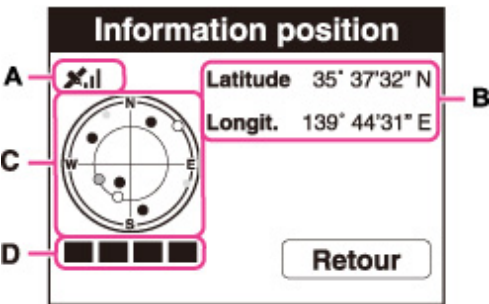 Information position
A
Latitude 35° 37'32" N
B
Longit. 139° 44'31" E
N
C
W
E
S
D
Retour